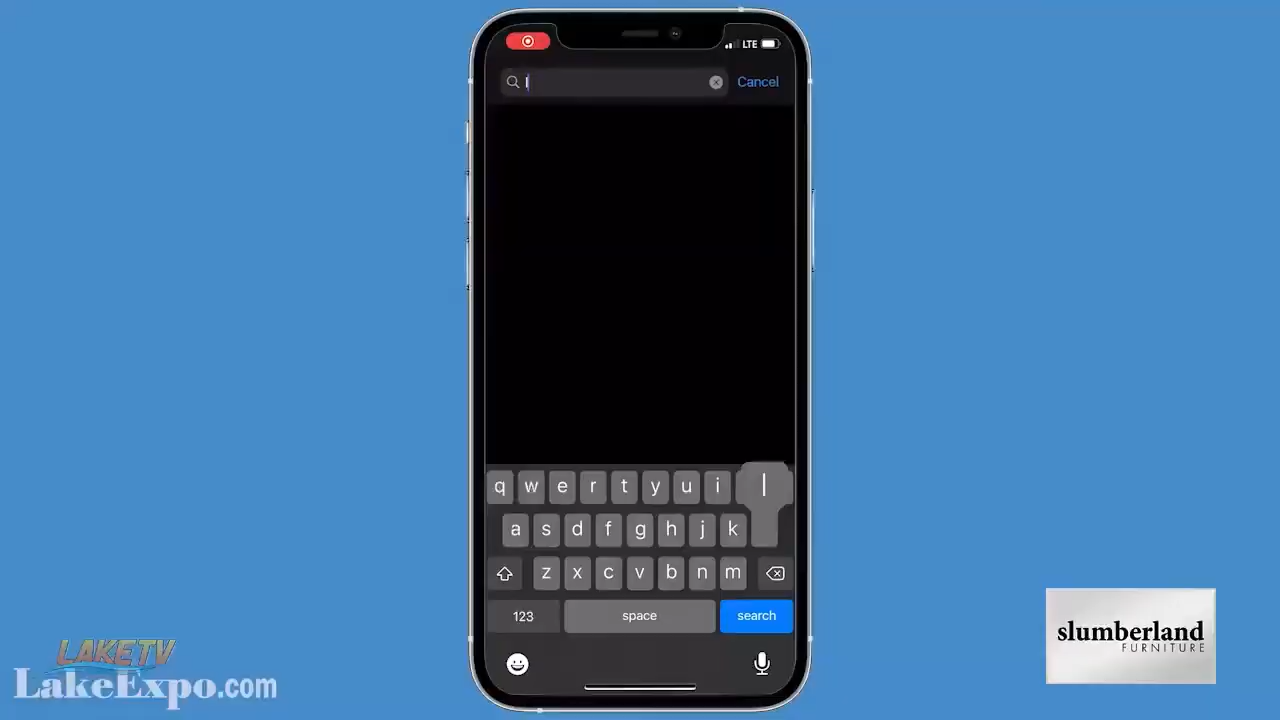 LTE
l
Cancel
q w e r t y u i l
a s d f g h j k
z x c v b n m
123 space search
LAKETV
LakeExpo.com
slumberland
FURNITURE